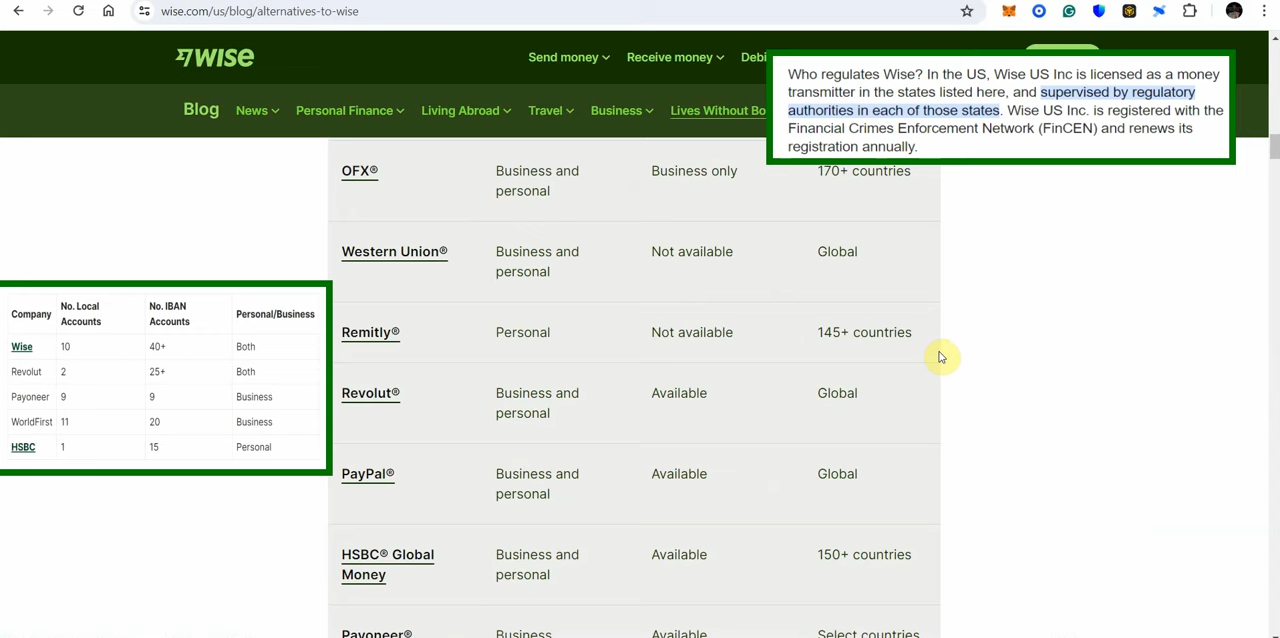 wise.com/us/blog/alternatives-to-wise
WISE
Send money
Receive money
Debi
Blog
News
Personal Finance
Living Abroad
Travel
Business
Lives Without Bo
Who regulates Wise? In the US, Wise US Inc is licensed as a money
transmitter in the states listed here, and supervised by regulatory
authorities in each of those states. Wise US Inc. is registered with the
Financial Crimes Enforcement Network (FinCEN) and renews its
registration annually.
OFX® Business and Business only 170+ countries
personal
Western Union® Business and Not available Global
personal
Remitly® Personal Not available 145+ countries
Revolut® Business and Available Global
personal
PayPal® Business and Available Global
personal
HSBC® Global Business and Available 150+ countries
Money personal
Payoneer® Business Available Select countries
Company No. Local No. IBAN Personal/Business
Accounts Accounts
Wise 10 40+ Both
Revolut 2 25+ Both
Payoneer 9 9 Business
WorldFirst 11 20 Business
HSBC 1 15 Personal